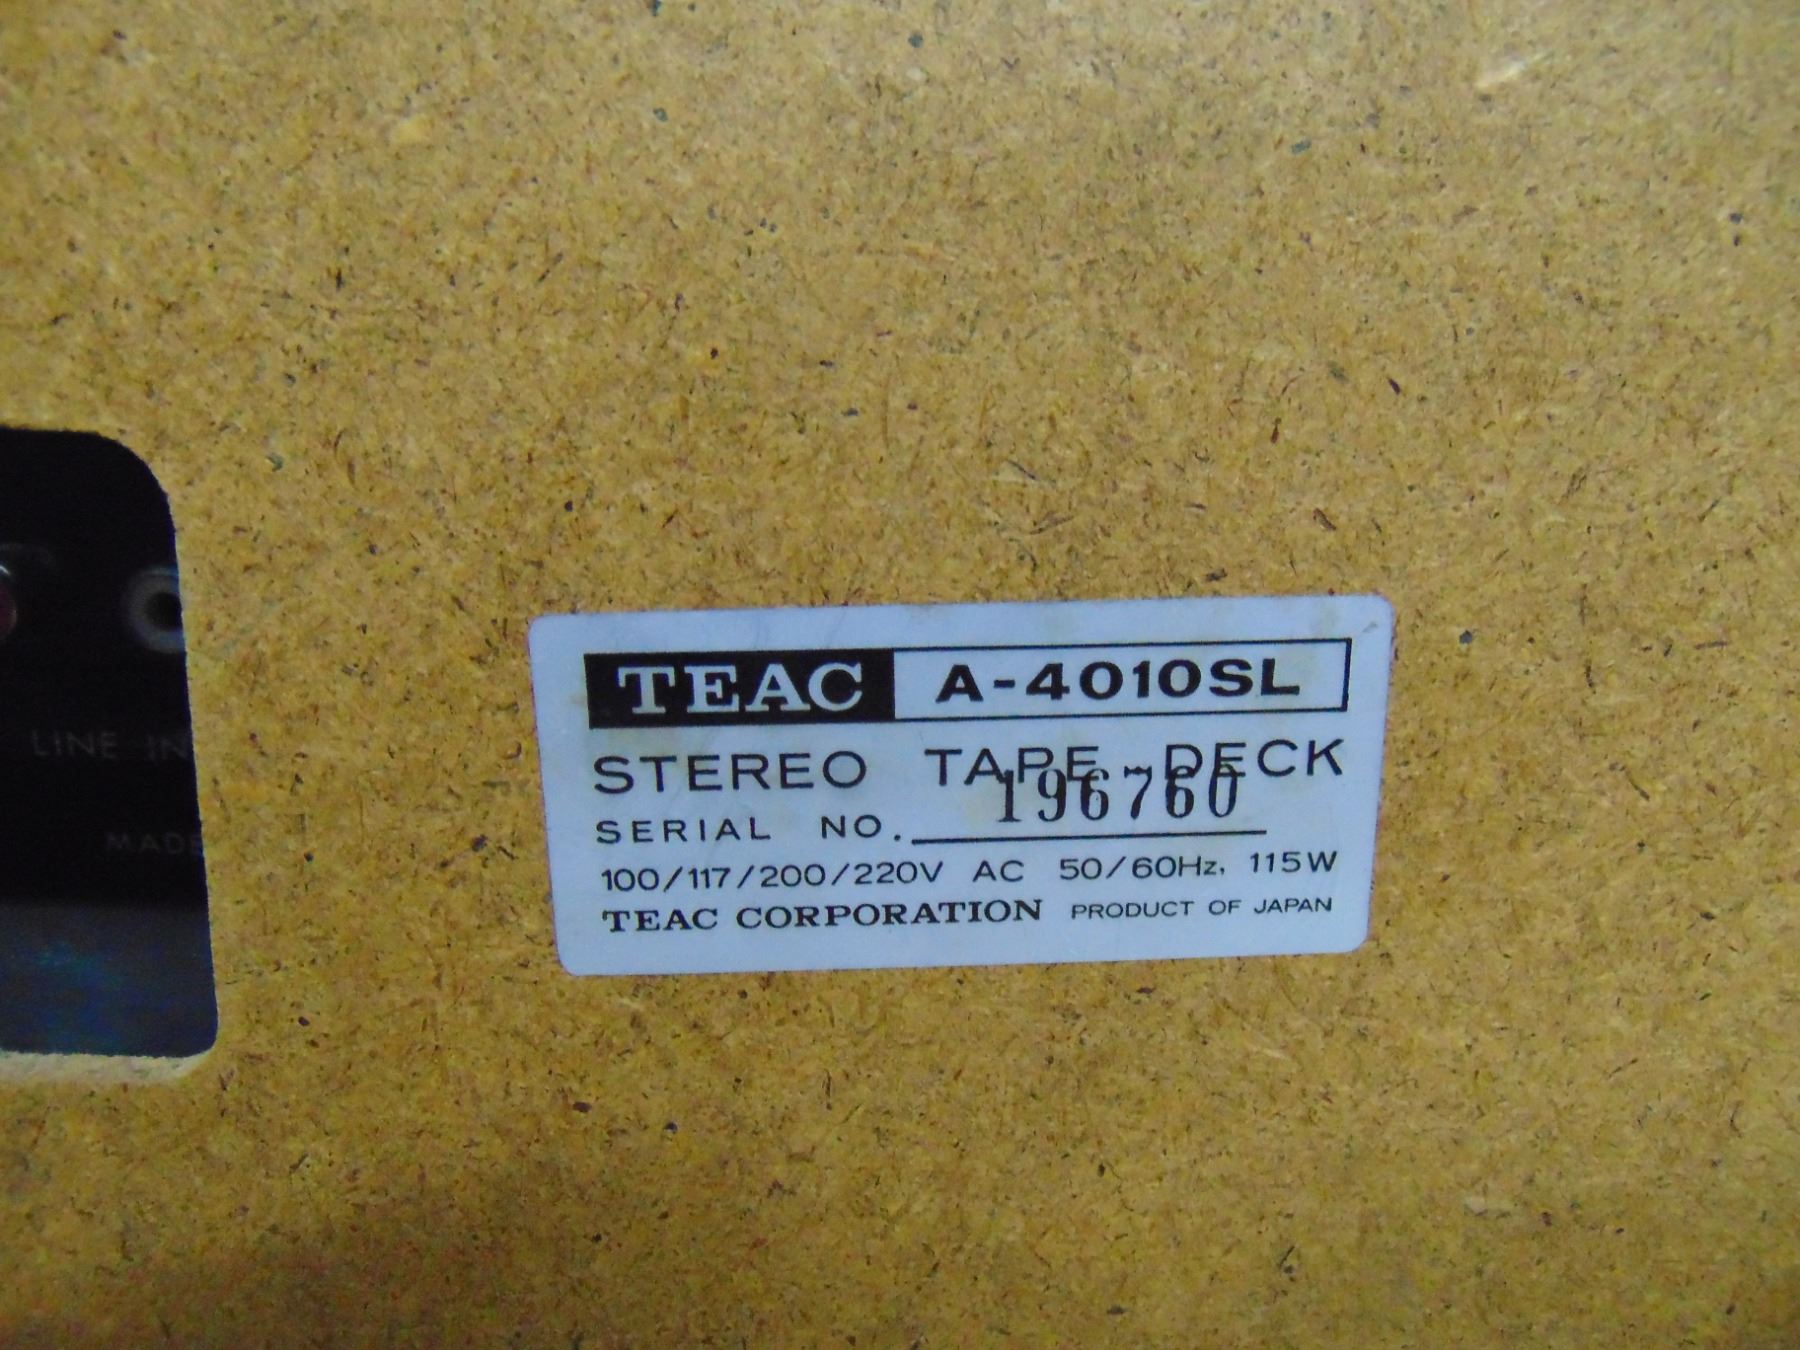 TEAC A-4010SL
STEREO TAPE DECK
196760
SERIAL NO.
100/117/200/220V AC 50/60Hz, 115W
TEAC CORPORATION PRODUCT OF JAPAN
LINE IN
MADE